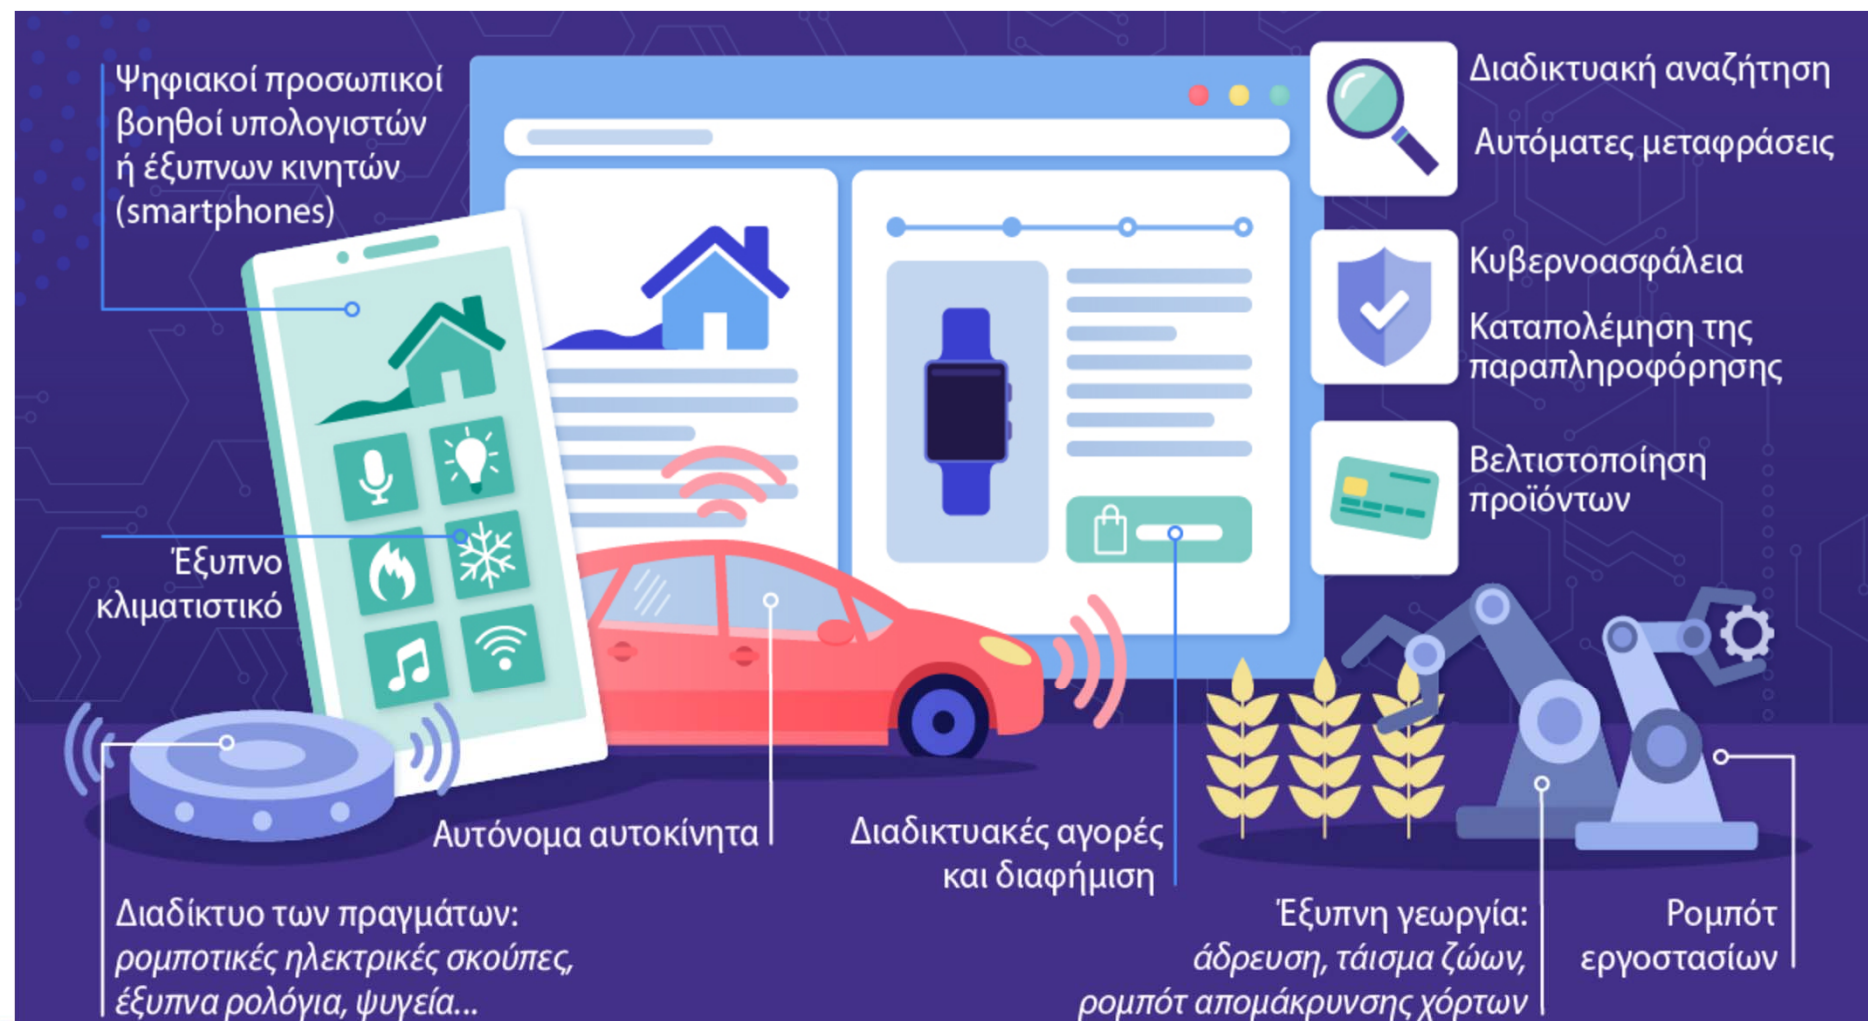 Ψηφιακοί προσωπικοί
βοηθοί υπολογιστών
ή έξυπνων κινητών
(smartphones)
Διαδικτυακή αναζήτηση
Αυτόματες μεταφράσεις
Κυβερνοασφάλεια
Καταπολέμηση της
παραπληροφόρησης
Βελτιστοποίηση
προϊόντων
Έξυπνο
κλιματιστικό
Αυτόνομα αυτοκίνητα
Διαδικτυακές αγορές
και διαφήμιση
Διαδίκτυο των πραγμάτων:
ρομποτικές ηλεκτρικές σκούπες,
έξυπνα ρολόγια, ψυγεία...
Έξυπνη γεωργία:
άδρευση, τάισμα ζώων,
ρομπότ απομάκρυνσης χόρτων
Ρομπότ
εργοστασίων